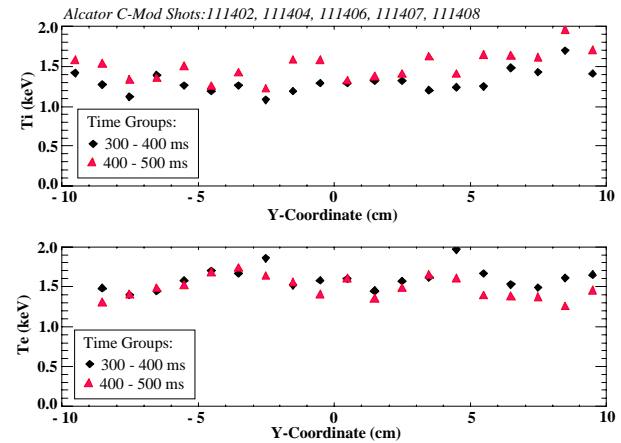 Alcator C-Mod Shots:111402, 111404, 111406, 111407, 111408
2.0
1.5
1.0
0.5
0.0
Ti (keV)
Time Groups:
300 - 400 ms
400 - 500 ms
- 10 - 5 0 5 10
Y-Coordinate (cm)
2.0
1.5
1.0
0.5
0.0
Te (keV)
Time Groups:
300 - 400 ms
400 - 500 ms
- 10 - 5 0 5 10
Y-Coordinate (cm)